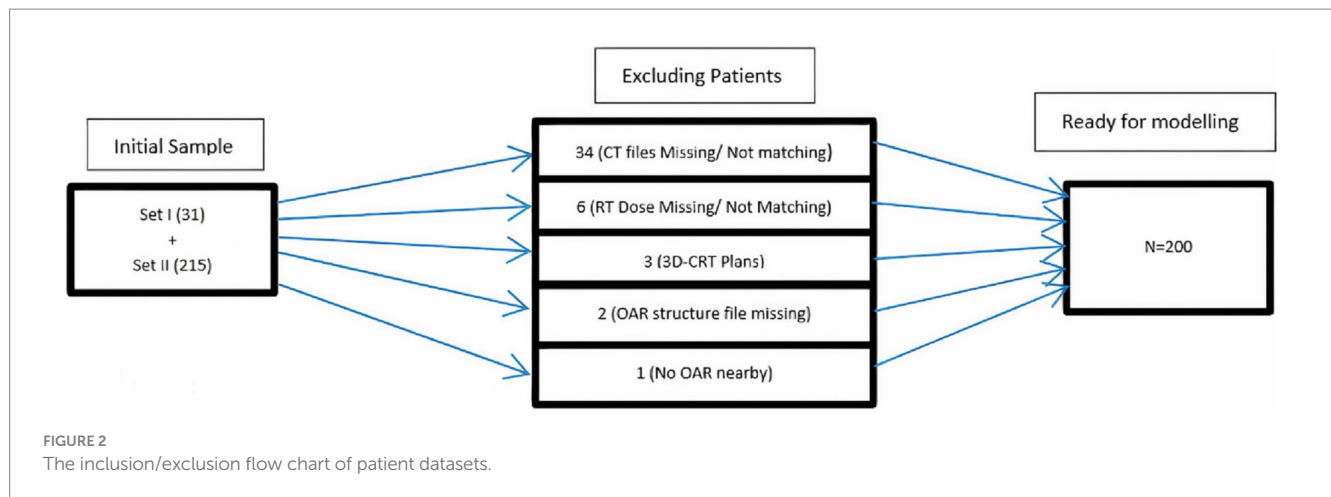 Initial Sample
Set I (31)
+
Set II (215)
Excluding Patients
34 (CT files Missing/ Not matching)
6 (RT Dose Missing/ Not Matching)
3 (3D-CRT Plans)
2 (OAR structure file missing)
1 (No OAR nearby)
Ready for modelling
N=200
FIGURE 2
The inclusion/exclusion flow chart of patient datasets.